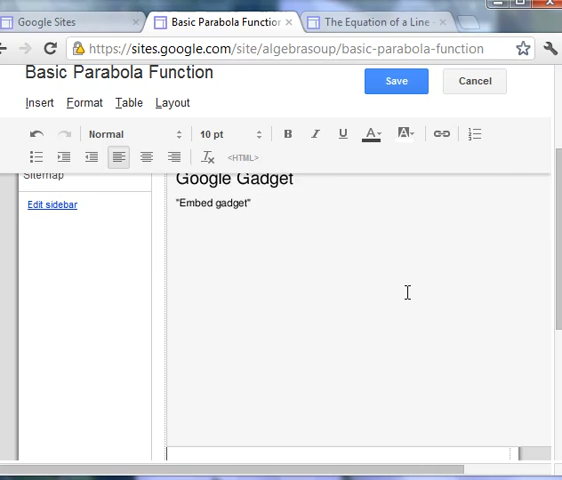 Google Sites
Basic Parabola Function
The Equation of a Line -
https://sites.google.com/site/algebrasoup/basic-parabola-function
Basic Parabola Function
Save
Cancel
Insert Format Table Layout
Normal 10 pt B I U A A
<HTML>
Sitemap
Google Gadget
Edit sidebar
"Embed gadget"